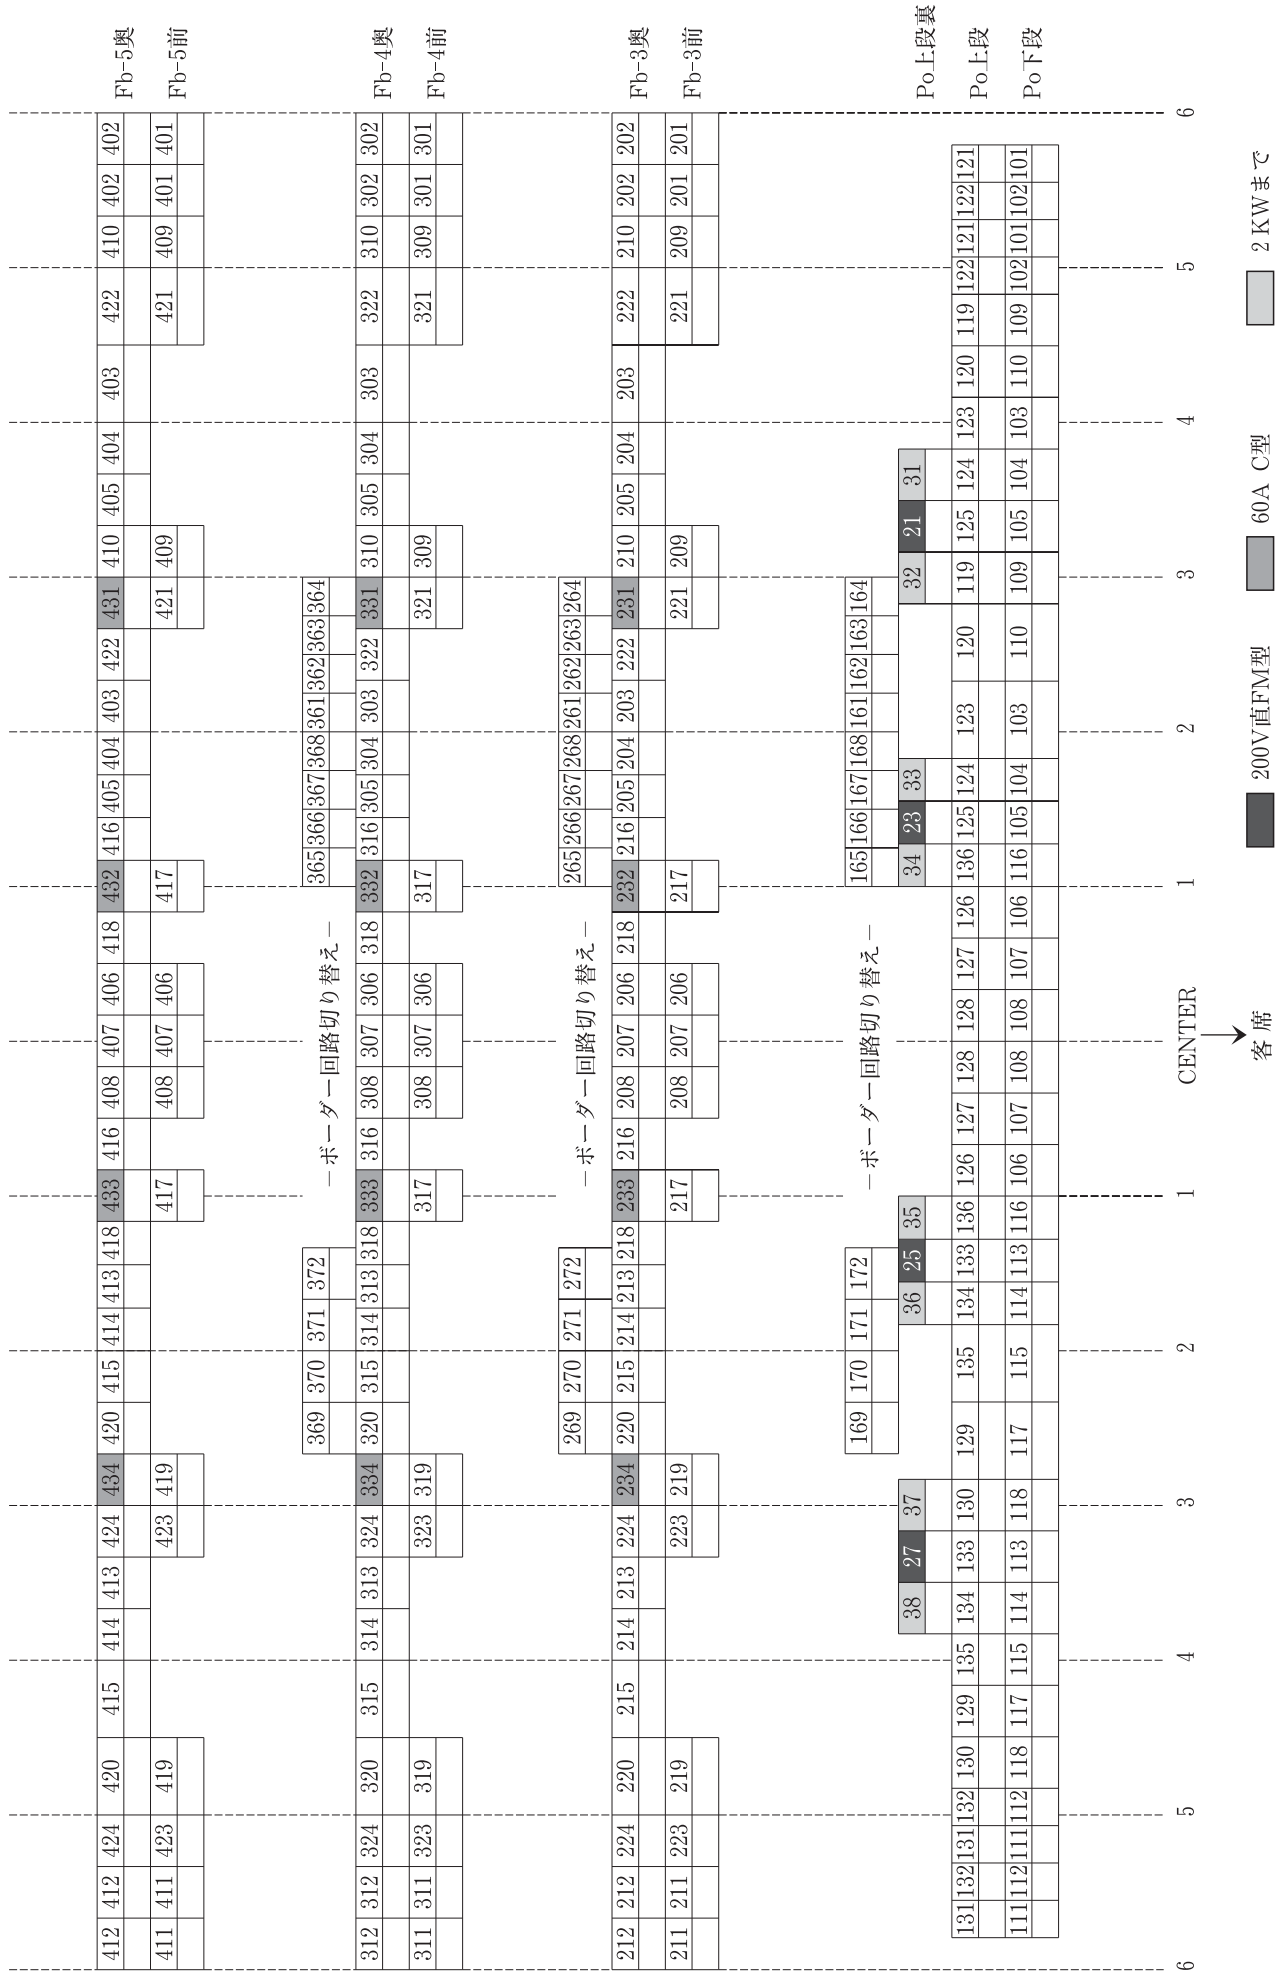 412 412 424 420 415 414 413 424 434 420 415 414 413 418 433 416 408 407 406 418 432 416 405 404 403 422 431 410 405 404 403 422 410 402 402 Fb-5奥
411 411 423 419 423 419 417 408 407 406 417 421 409 421 409 401 401 Fb-5前
369 370 371 372 －ボーダー回路切り替え－ 365 366 367 368 361 362 363 364
312 312 324 320 315 314 313 324 334 320 315 314 313 318 333 316 308 307 306 318 332 316 305 304 303 322 331 310 305 304 303 322 310 302 302 Fb-4奥
311 311 323 319 323 319 317 308 307 306 317 321 309 321 309 301 301 Fb-4前
269 270 271 272 －ボーダー回路切り替え－ 265 266 267 268 261 262 263 264
212 212 224 220 215 214 213 224 234 220 215 214 213 218 233 216 208 207 206 218 232 216 205 204 203 222 231 210 205 204 203 222 210 202 202 Fb-3奥
211 211 223 219 223 219 217 208 207 206 217 221 209 221 209 201 201 Fb-3前
169 170 171 172 －ボーダー回路切り替え－ 165 166 167 168 161 162 163 164
38 27 37 36 25 35 34 23 33 32 21 31 Po上段裏
131 132 131 132 130 129 135 134 133 130 129 135 134 133 136 126 127 128 128 127 126 136 125 124 123 120 119 125 124 123 120 119 122 121 122 121 Po上段
111 112 111 112 118 117 115 114 113 118 117 115 114 113 116 106 107 108 108 107 106 116 105 104 103 110 109 105 104 103 110 109 102 101 102 101 Po下段
6 5 4 3 2 1 CENTER 1 2 3 4 5 6
客 席
200V直FM型 60A C型 2KWまで